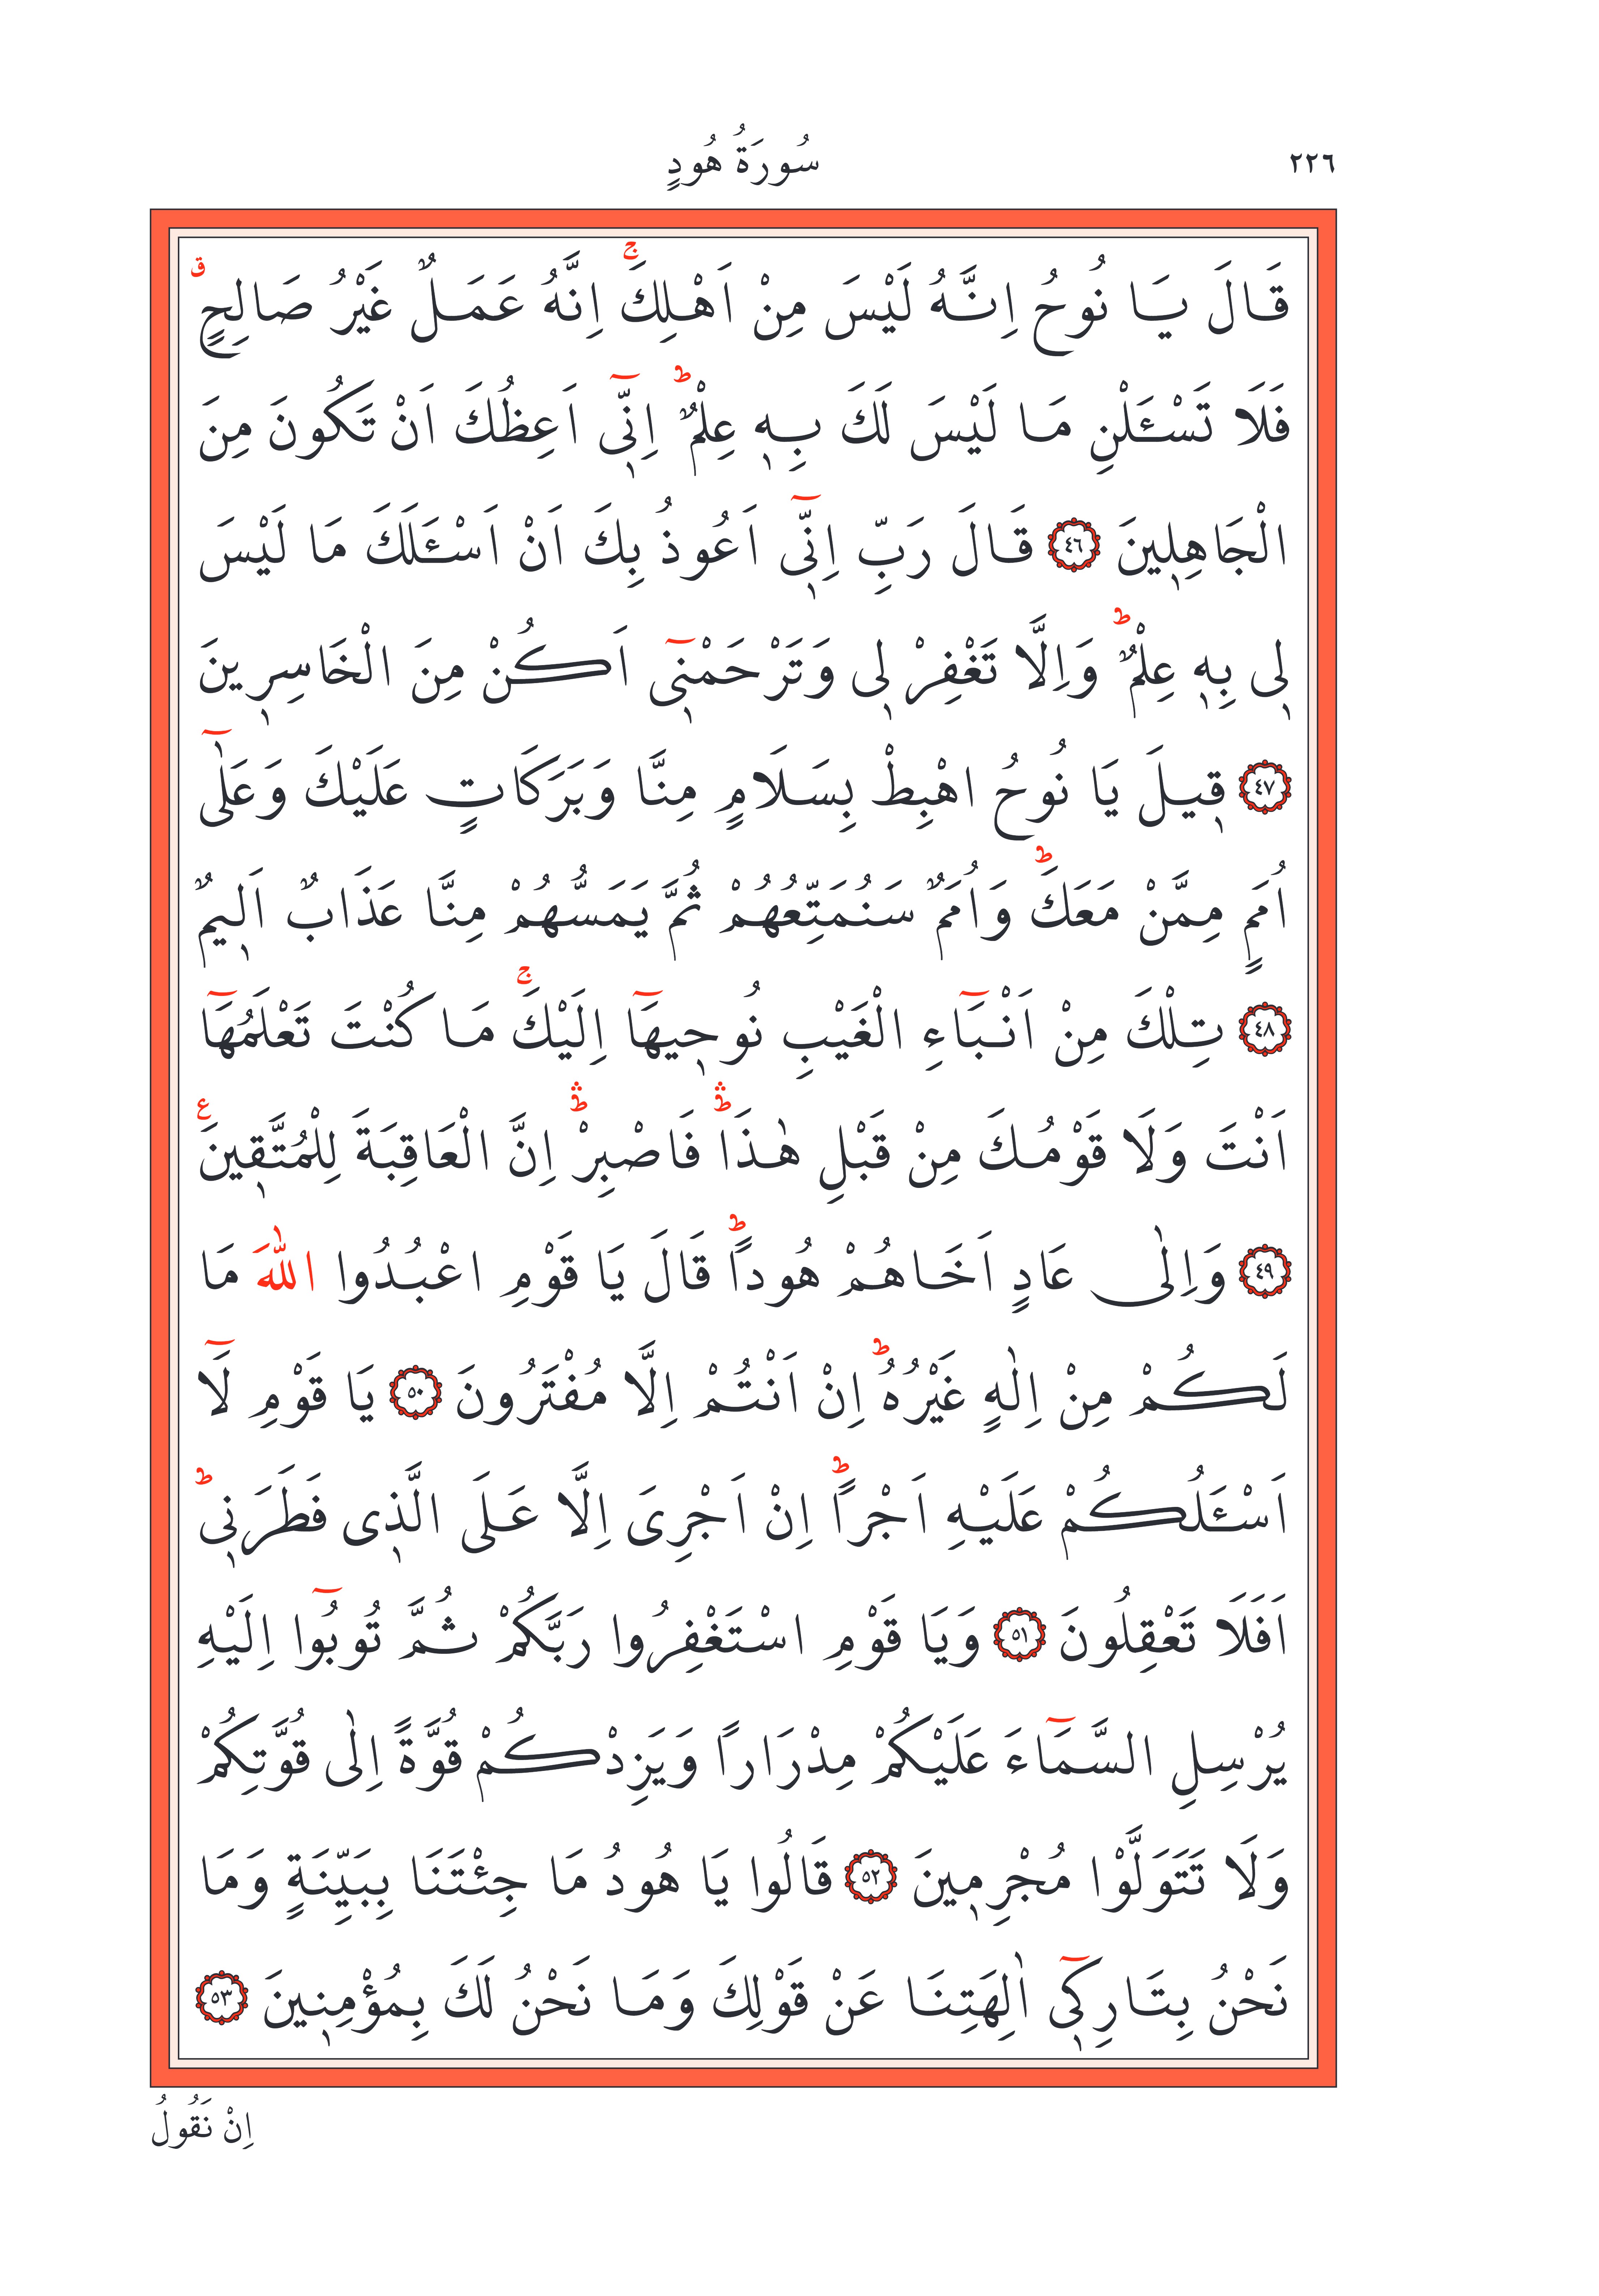 ٢٢٦
سُورَةُ هُودٍ
قَالَ يَا نُوحُ اِنَّهُ لَيْسَ مِنْ اَهْلِكَۚ اِنَّهُ عَمَلٌ غَيْرُ صَالِحٍۗ
فَلَا تَسْـَٔلْنِ مَا لَيْسَ لَكَ بِه۪ عِلْمٌۜ اِنّ۪ٓي اَعِظُكَ اَنْ تَكُونَ مِنَ
الْجَاهِل۪ينَ ﴿٤٦﴾ قَالَ رَبِّ اِنّ۪ٓي اَعُوذُ بِكَ اَنْ اَسْـَٔلَكَ مَا لَيْسَ
ل۪ي بِه۪ عِلْمٌۜ وَاِلَّا تَغْفِرْ ل۪ي وَتَرْحَمْن۪ٓي اَكُنْ مِنَ الْخَاسِر۪ينَ
﴿٤٧﴾ ق۪يلَ يَا نُوحُ اهْبِطْ بِسَلَامٍ مِنَّا وَبَرَكَاتٍ عَلَيْكَ وَعَلٰٓى
اُمَمٍ مِمَّنْ مَعَكَۜ وَاُمَمٌ سَنُمَتِّعُهُمْ ثُمَّ يَمَسُّهُمْ مِنَّا عَذَابٌ اَل۪يمٌ
﴿٤٨﴾ تِلْكَ مِنْ اَنْبَٓاءِ الْغَيْبِ نُوح۪يهَٓا اِلَيْكَۚ مَا كُنْتَ تَعْلَمُهَٓا
اَنْتَ وَلَا قَوْمُكَ مِنْ قَبْلِ هٰذَاۜۛ فَاصْبِرْۜۛ اِنَّ الْعَاقِبَةَ لِلْمُتَّق۪ينَ۟
﴿٤٩﴾ وَاِلٰى عَادٍ اَخَاهُمْ هُوداًۜ قَالَ يَا قَوْمِ اعْبُدُوا اللّٰهَ مَا
لَكُمْ مِنْ اِلٰهٍ غَيْرُهُۜ اِنْ اَنْتُمْ اِلَّا مُفْتَرُونَ ﴿٥٠﴾ يَا قَوْمِ لَٓا
اَسْـَٔلُكُمْ عَلَيْهِ اَجْراًۜ اِنْ اَجْرِيَ اِلَّا عَلَى الَّذ۪ي فَطَرَن۪يۜ
اَفَلَا تَعْقِلُونَ ﴿٥١﴾ وَيَا قَوْمِ اسْتَغْفِرُوا رَبَّكُمْ ثُمَّ تُوبُٓوا اِلَيْهِ
يُرْسِلِ السَّمَٓاءَ عَلَيْكُمْ مِدْرَاراً وَيَزِدْكُمْ قُوَّةً اِلٰى قُوَّتِكُمْ
وَلَا تَتَوَلَّوْا مُجْرِم۪ينَ ﴿٥٢﴾ قَالُوا يَا هُودُ مَا جِئْتَنَا بِبَيِّنَةٍ وَمَا
نَحْنُ بِتَارِك۪ٓي اٰلِهَتِنَا عَنْ قَوْلِكَ وَمَا نَحْنُ لَكَ بِمُؤْمِن۪ينَ ﴿٥٣﴾
اِنْ نَقُولُ